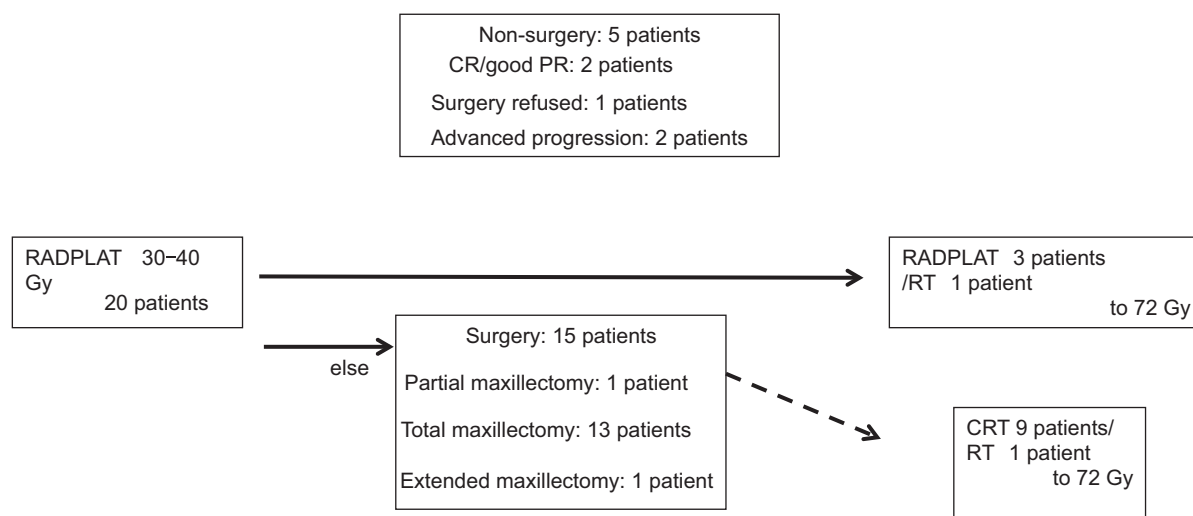 Non-surgery: 5 patients
CR/good PR: 2 patients
Surgery refused: 1 patients
Advanced progression: 2 patients
RADPLAT 30–40
Gy
20 patients
RADPLAT 3 patients
/RT 1 patient
to 72 Gy
else
Surgery: 15 patients
Partial maxillectomy: 1 patient
Total maxillectomy: 13 patients
Extended maxillectomy: 1 patient
CRT 9 patients/
RT 1 patient
to 72 Gy